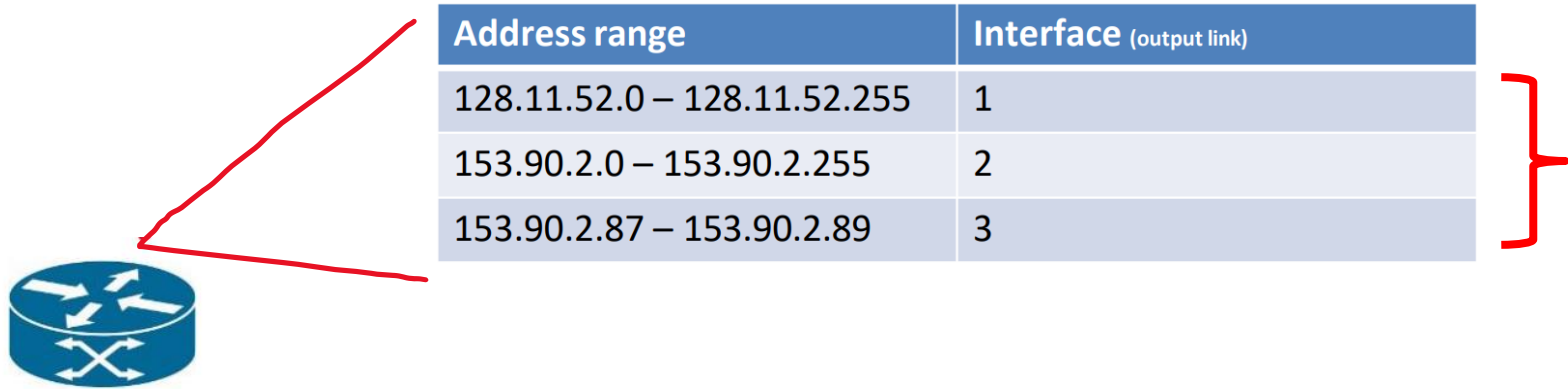 Address range Interface (output link)
128.11.52.0 – 128.11.52.255 1
153.90.2.0 – 153.90.2.255 2
153.90.2.87 – 153.90.2.89 3